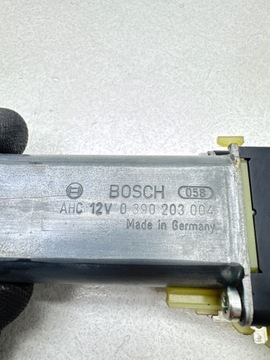 BOSCH 058
AHC 12V 0 390 203 004
Made in Germany